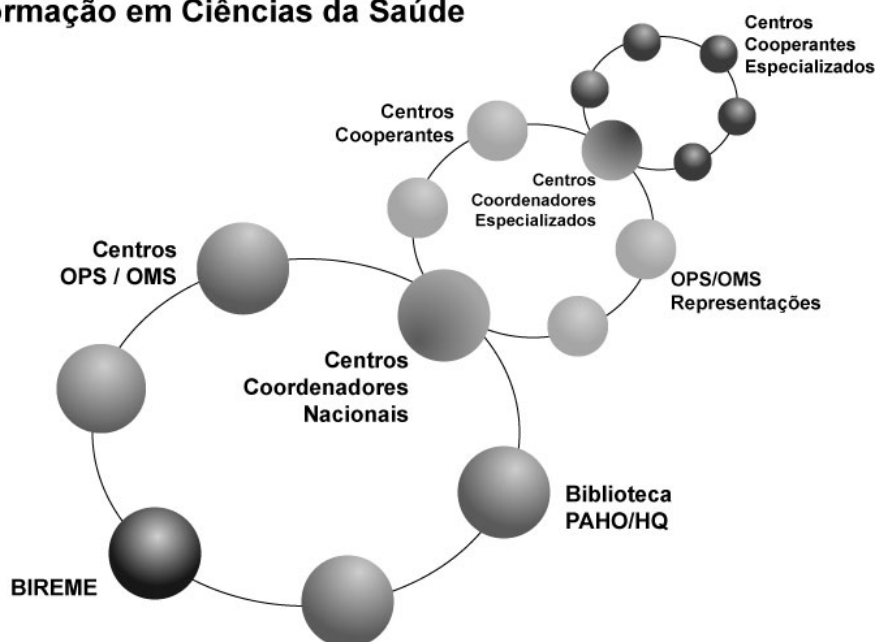 ormação em Ciências da Saúde
Centros
Cooperantes
Especializados
Centros
Cooperantes
Centros
Coordenadores
Especializados
Centros
OPS / OMS
OPS/OMS
Representações
Centros
Coordenadores
Nacionais
Biblioteca
PAHO/HQ
BIREME